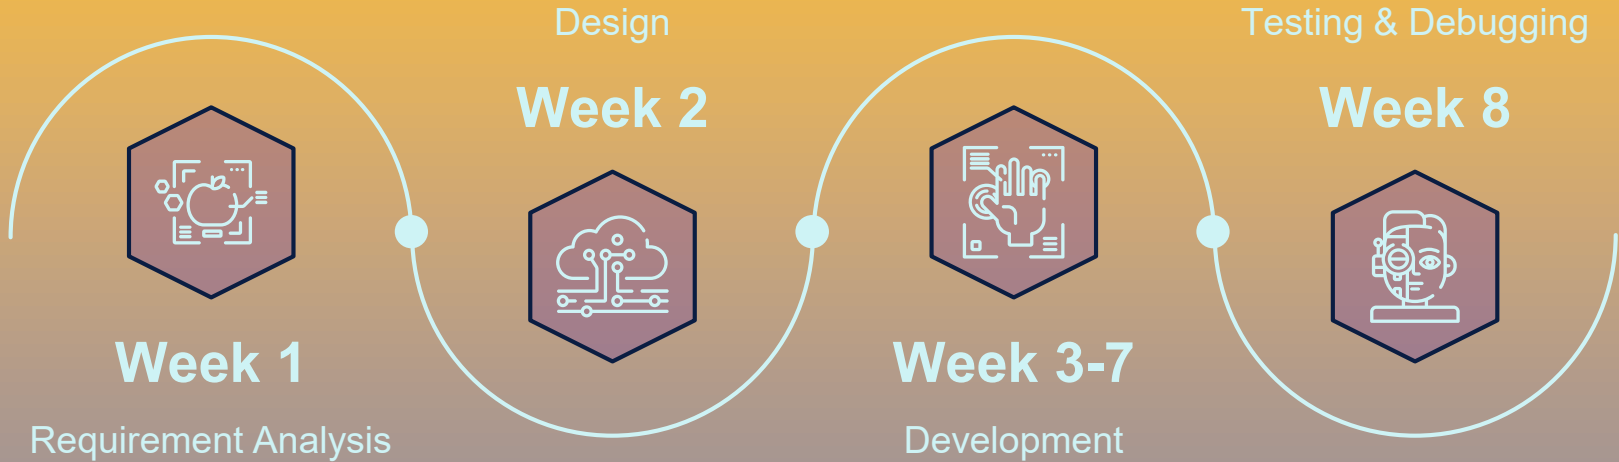 Week 1
Requirement Analysis
Design
Week 2
Week 3-7
Development
Testing & Debugging
Week 8